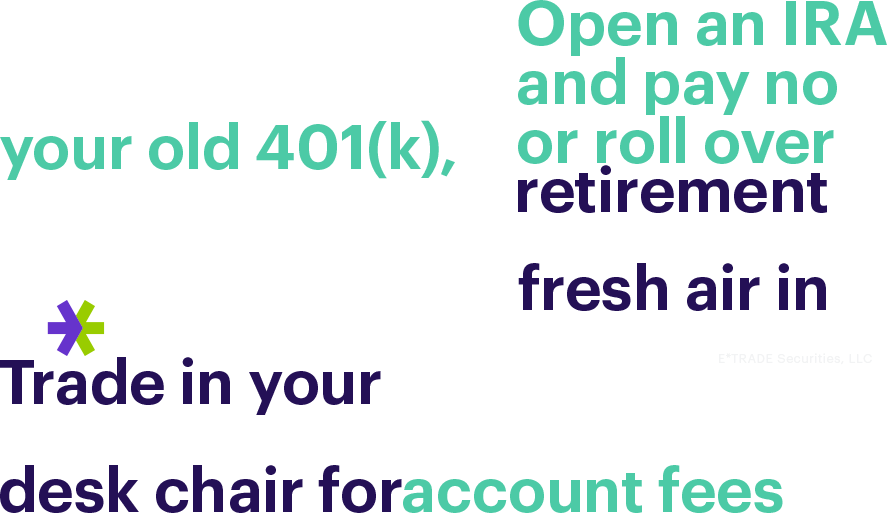 Open an IRA
and pay no
your old 401(k),
or roll over
retirement
fresh air in
E*TRADE Securities, LLC
Trade in your
desk chair for
account fees